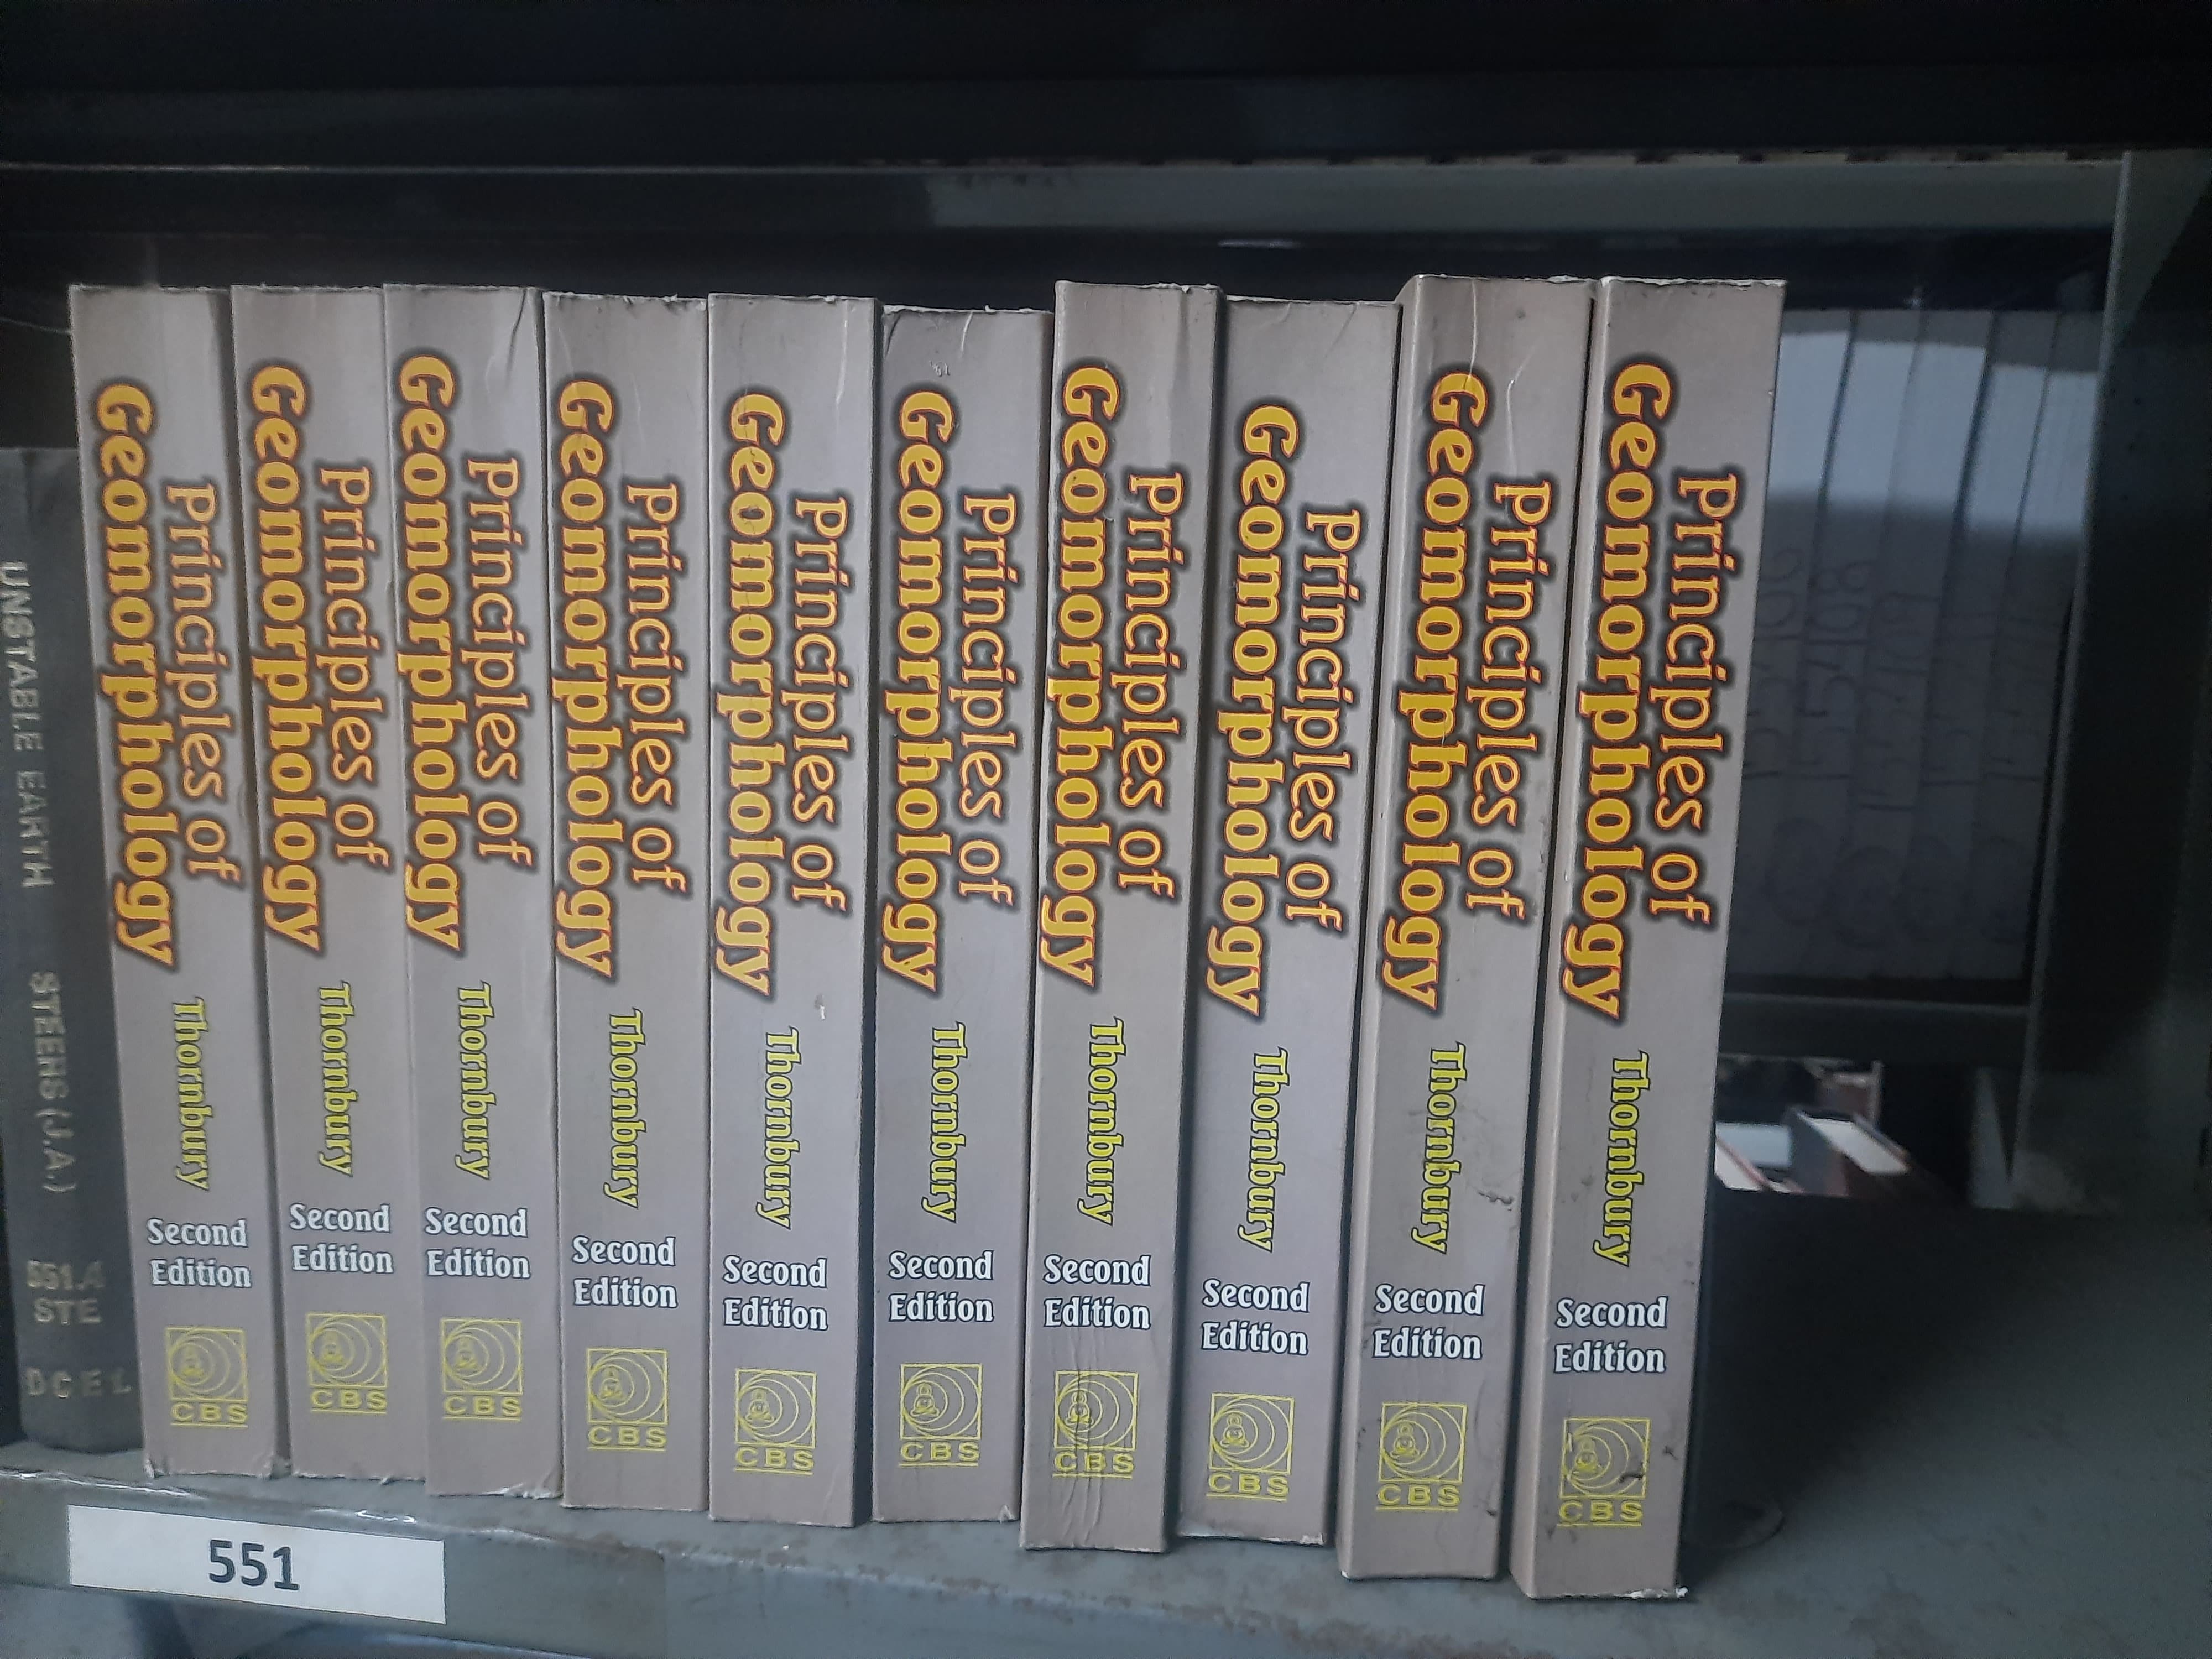 UNSTABLE EARTH STEERS (J.A.)
551.4
STE
Principles of
Geomorphology
Thornbury
Second
Edition
CBS
Principles of
Geomorphology
Thornbury
Second
Edition
CBS
Principles of
Geomorphology
Thornbury
Second
Edition
CBS
Principles of
Geomorphology
Thornbury
Second
Edition
CBS
Principles of
Geomorphology
Thornbury
Second
Edition
CBS
Principles of
Geomorphology
Thornbury
Second
Edition
CBS
Principles of
Geomorphology
Thornbury
Second
Edition
CBS
Principles of
Geomorphology
Thornbury
Second
Edition
CBS
Principles of
Geomorphology
Thornbury
Second
Edition
CBS
Principles of
Geomorphology
Thornbury
Second
Edition
CBS
551